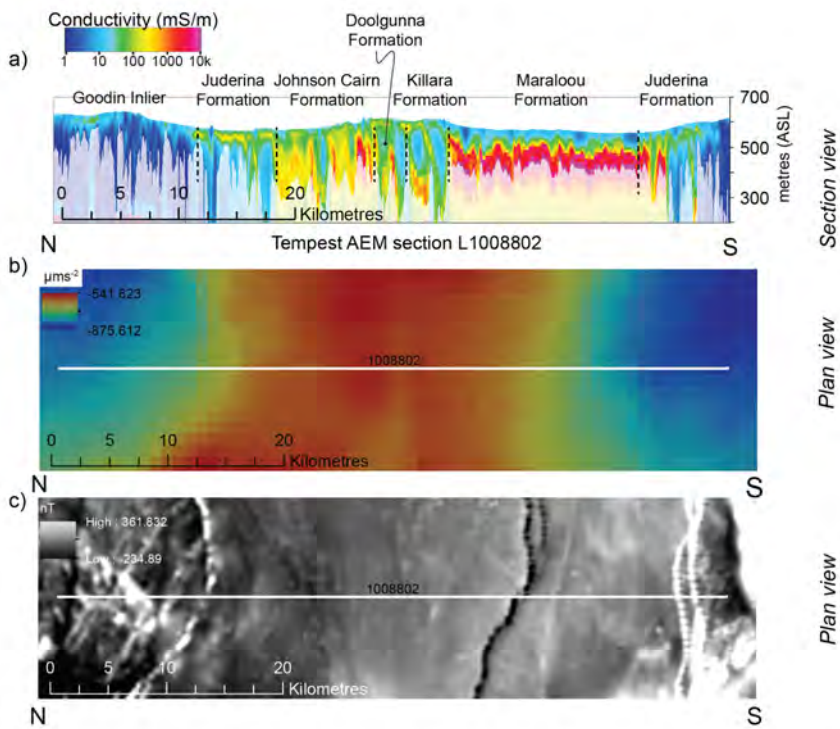 Conductivity (mS/m)
1 10 100 1000 10k
Doolgunna
Formation
a)
Goodin Inlier
Juderina
Formation
Johnson Cairn
Formation
Killara
Formation
Maraloou
Formation
Juderina
Formation
700
500
300
metres (ASL)
Section view
0 5 10 20
Kilometres
N
Tempest AEM section L1008802
S
b)
µms-2
-541.623
-875.612
1008802
0 5 10 20
Kilometres
Plan view
N
S
c)
nT
High : 361.832
Low : -234.89
1008802
0 5 10 20
Kilometres
Plan view
N
S